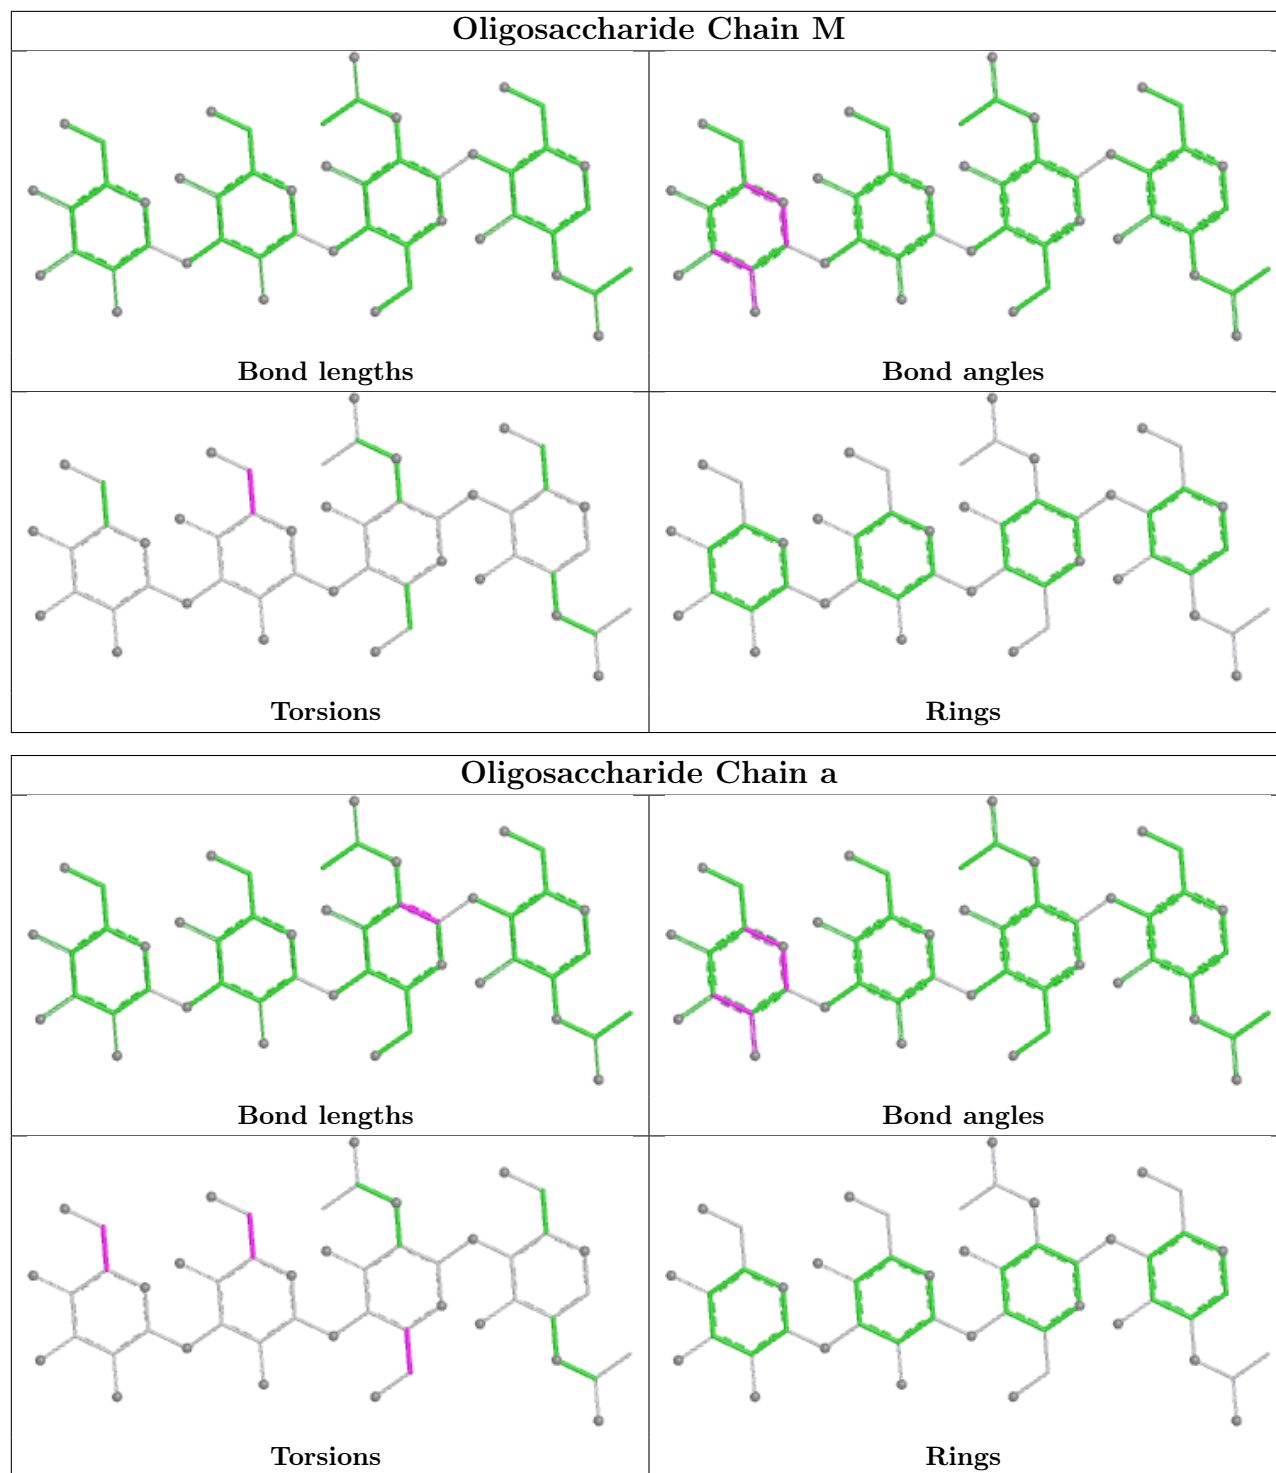 Oligosaccharide Chain M
Bond lengths
Bond angles
Torsions
Rings
Oligosaccharide Chain a
Bond lengths
Bond angles
Torsions
Rings